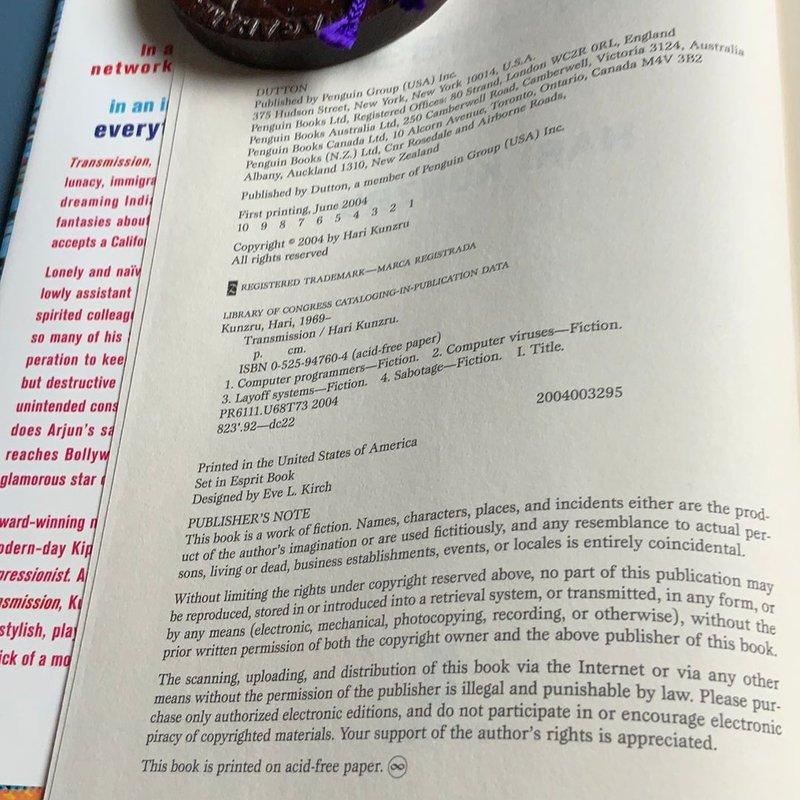 In a
network
in an i
every
Transmission,
lunacy, immigra
dreaming Indi
fantasies about
accepts a Califo
Lonely and naïv
lowly assistant
spirited colleag
so many of his
peration to kee
but destructive
unintended cons
does Arjun's sa
reaches Bollyw
glamorous star
ward-winning n
odern-day Kip
pressionist. A
nsmission, Ku
stylish, play
ick of a mo
DUTTON
Published by Penguin Group (USA) Inc.
375 Hudson Street, New York, New York 10014, U.S.A.
Penguin Books Ltd, Registered Offices: 80 Strand, London WC2R 0RL, England
Penguin Books Australia Ltd, 250 Camberwell Road, Camberwell, Victoria 3124, Australia
Penguin Books Canada Ltd, 10 Alcorn Avenue, Toronto, Ontario, Canada M4V 3B2
Penguin Books (N.Z.) Ltd, Cnr Rosedale and Airborne Roads,
Albany, Auckland 1310, New Zealand
Published by Dutton, a member of Penguin Group (USA) Inc.
First printing, June 2004
10 9 8 7 6 5 4 3 2 1
Copyright © 2004 by Hari Kunzru
All rights reserved
REGISTERED TRADEMARK—MARCA REGISTRADA
LIBRARY OF CONGRESS CATALOGING-IN-PUBLICATION DATA
Kunzru, Hari, 1969–
Transmission / Hari Kunzru.
p. cm.
ISBN 0-525-94760-4 (acid-free paper)
1. Computer programmers—Fiction. 2. Computer viruses—Fiction.
3. Layoff systems—Fiction. 4. Sabotage—Fiction. I. Title.
PR6111.U68T73 2004
823'.92—dc22 2004003295
Printed in the United States of America
Set in Esprit Book
Designed by Eve L. Kirch
PUBLISHER'S NOTE
This book is a work of fiction. Names, characters, places, and incidents either are the prod-
uct of the author's imagination or are used fictitiously, and any resemblance to actual per-
sons, living or dead, business establishments, events, or locales is entirely coincidental.
Without limiting the rights under copyright reserved above, no part of this publication may
be reproduced, stored in or introduced into a retrieval system, or transmitted, in any form, or
by any means (electronic, mechanical, photocopying, recording, or otherwise), without the
prior written permission of both the copyright owner and the above publisher of this book.
The scanning, uploading, and distribution of this book via the Internet or via any other
means without the permission of the publisher is illegal and punishable by law. Please pur-
chase only authorized electronic editions, and do not participate in or encourage electronic
piracy of copyrighted materials. Your support of the author's rights is appreciated.
This book is printed on acid-free paper. ∞